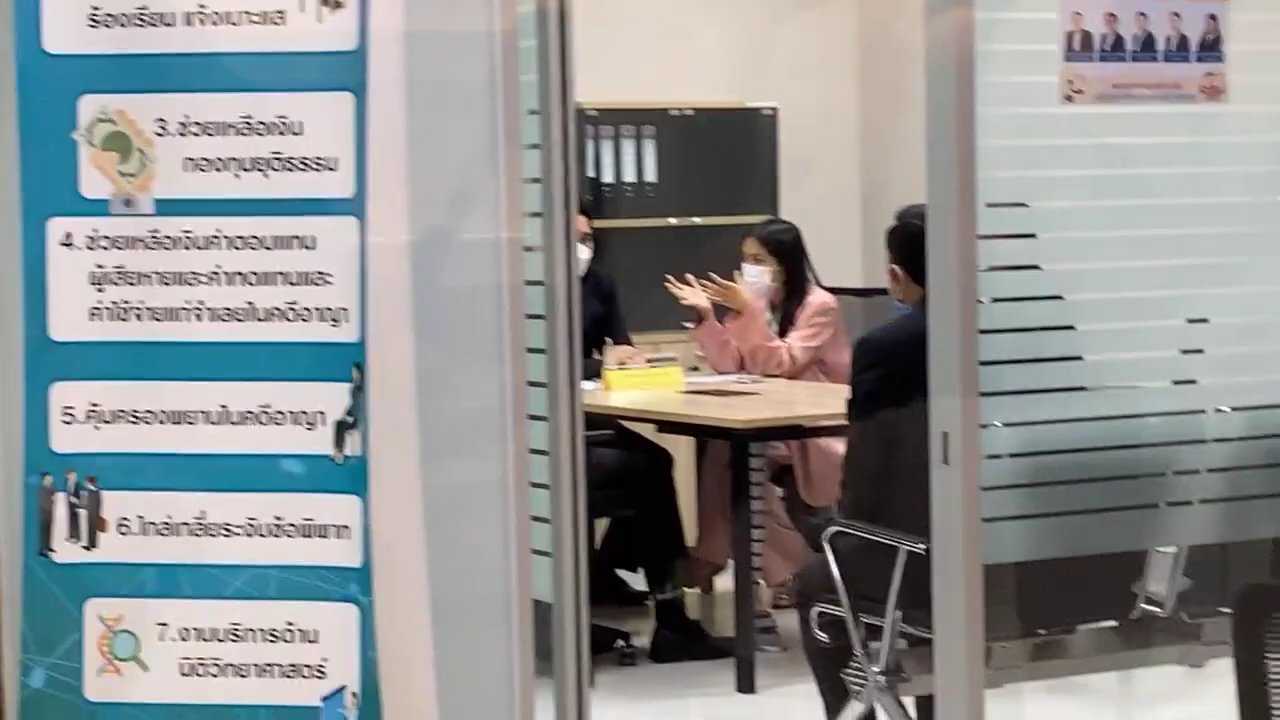 ร้องเรียน แจ้งเบาะแส
3.ช่วยเหลือเงิน
กองทุนยุติธรรม
4.ช่วยเหลือเงินค่าตอบแทน
ผู้เสียหายและค่าทดแทนและ
ค่าใช้จ่ายแก่จำเลยในคดีอาญา
5.คุ้มครองพยานในคดีอาญา
6.ไกล่เกลี่ยระงับข้อพิพาท
7.งานบริการด้าน
นิติวิทยาศาสตร์